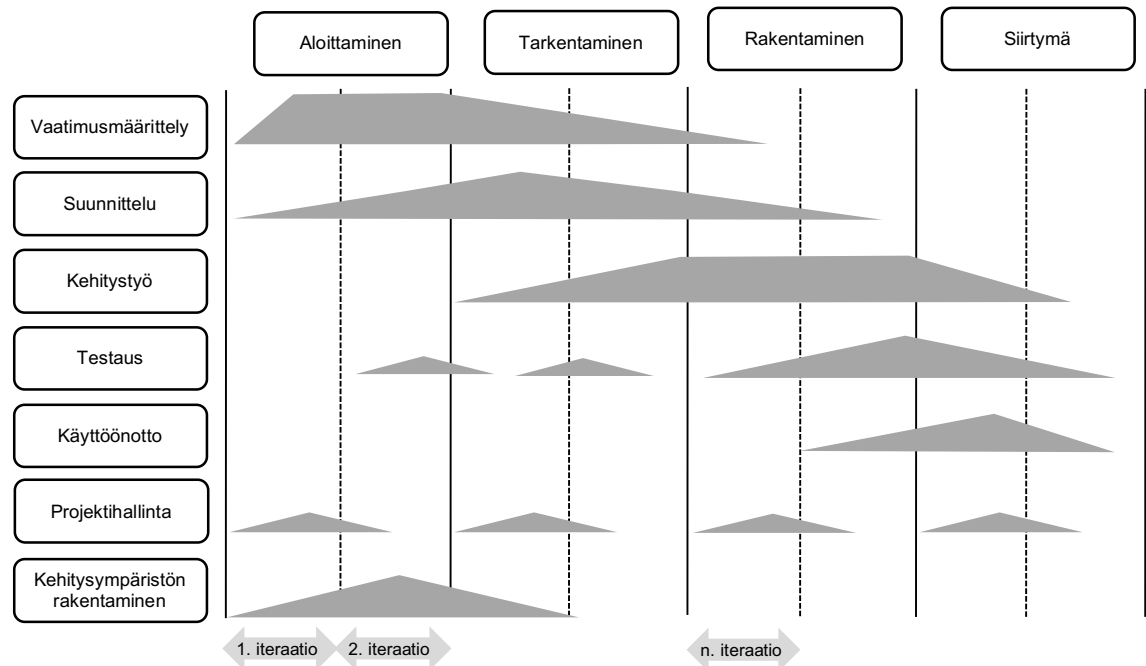 Aloittaminen
Tarkentaminen
Rakentaminen
Siirtymä
Vaatimusmäärittely
Suunnittelu
Kehitystyö
Testaus
Käyttöönotto
Projektihallinta
Kehitysympäristön
rakentaminen
1. iteraatio
2. iteraatio
n. iteraatio